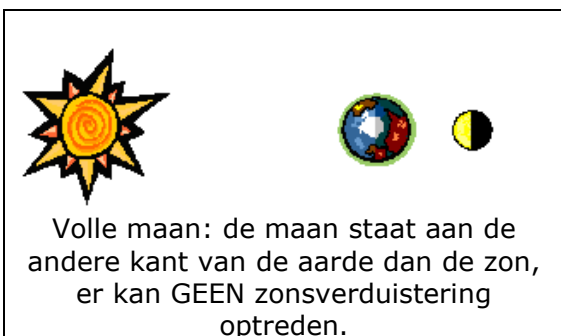 Volle maan: de maan staat aan de
andere kant van de aarde dan de zon,
er kan GEEN zonsverduistering
optreden.